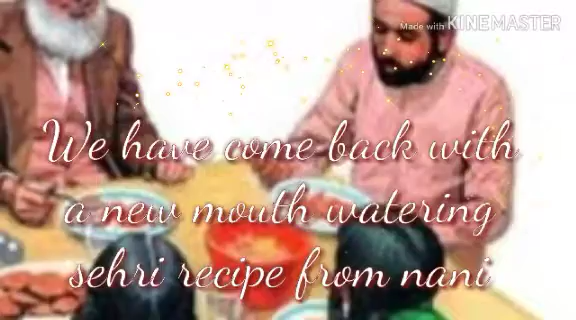 Made with KINEMASTER
We have come back with
a new mouth watering
sehri recipe from nani